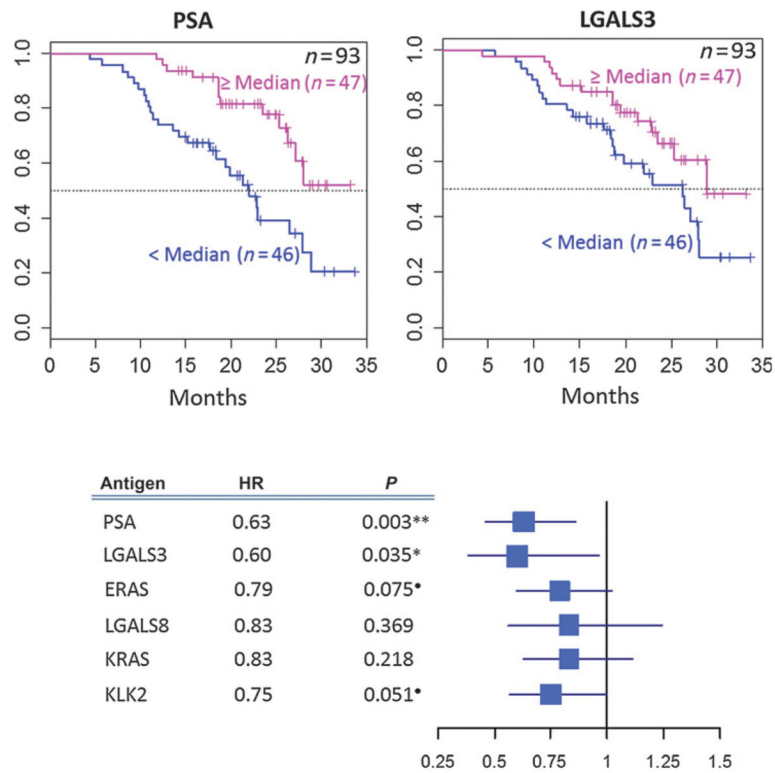 PSA
LGALS3
n=93
≥ Median (n=47)
< Median (n=46)
1.0
0.8
0.6
0.4
0.2
0.0
0 5 10 15 20 25 30 35
Months
n=93
≥ Median (n=47)
< Median (n=46)
1.0
0.8
0.6
0.4
0.2
0.0
0 5 10 15 20 25 30 35
Months
Antigen HR P
PSA 0.63 0.003**
LGALS3 0.60 0.035*
ERAS 0.79 0.075•
LGALS8 0.83 0.369
KRAS 0.83 0.218
KLK2 0.75 0.051•
0.25 0.5 0.75 1 1.25 1.5